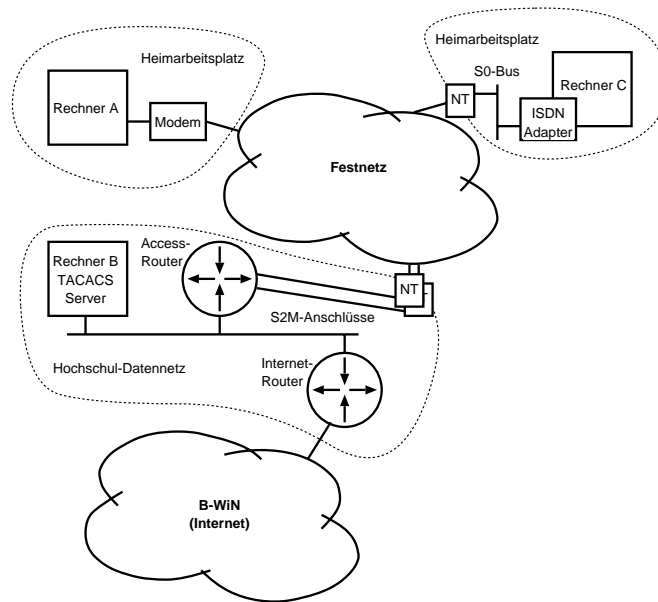 Heimarbeitsplatz
Heimarbeitsplatz
S0-Bus
Rechner A
Modem
NT
Rechner C
ISDN
Adapter
Festnetz
Rechner B
TACACS
Server
Access-
Router
NT
S2M-Anschlüsse
Hochschul-Datennetz
Internet-
Router
B-WiN
(Internet)